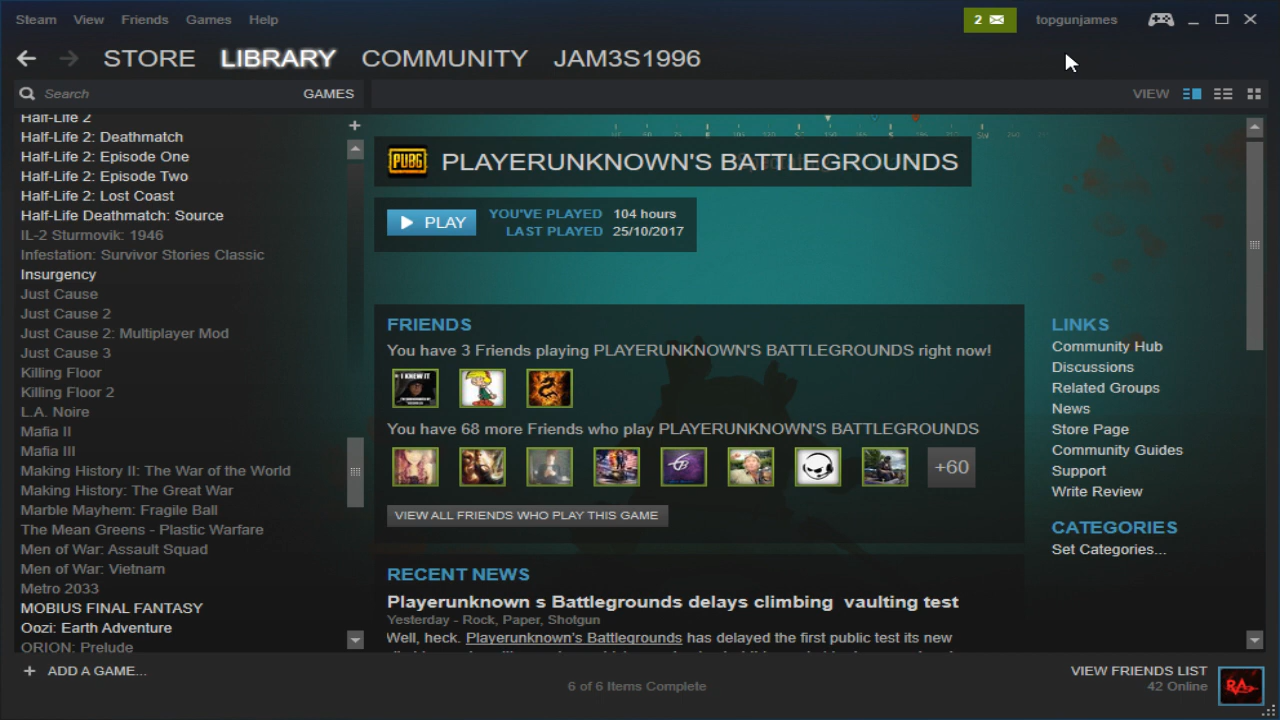 Steam View Friends Games Help
2 topgunjames
STORE LIBRARY COMMUNITY JAM3S1996
Search GAMES
VIEW
Half-Life 2
Half-Life 2: Deathmatch
Half-Life 2: Episode One
Half-Life 2: Episode Two
Half-Life 2: Lost Coast
Half-Life Deathmatch: Source
IL-2 Sturmovik: 1946
Infestation: Survivor Stories Classic
Insurgency
Just Cause
Just Cause 2
Just Cause 2: Multiplayer Mod
Just Cause 3
Killing Floor
Killing Floor 2
L.A. Noire
Mafia II
Mafia III
Making History II: The War of the World
Making History: The Great War
Marble Mayhem: Fragile Ball
The Mean Greens - Plastic Warfare
Men of War: Assault Squad
Men of War: Vietnam
Metro 2033
MOBIUS FINAL FANTASY
Oozi: Earth Adventure
ORION: Prelude
+ ADD A GAME...
PUBG PLAYERUNKNOWN'S BATTLEGROUNDS
PLAY
YOU'VE PLAYED 104 hours
LAST PLAYED 25/10/2017
FRIENDS
You have 3 Friends playing PLAYERUNKNOWN'S BATTLEGROUNDS right now!
I KNEW IT
You have 68 more Friends who play PLAYERUNKNOWN'S BATTLEGROUNDS
+60
VIEW ALL FRIENDS WHO PLAY THIS GAME
RECENT NEWS
Playerunknown s Battlegrounds delays climbing vaulting test
Yesterday - Rock, Paper, Shotgun
Well, heck. Playerunknown's Battlegrounds has delayed the first public test its new
LINKS
Community Hub
Discussions
Related Groups
News
Store Page
Community Guides
Support
Write Review
CATEGORIES
Set Categories...
6 of 6 Items Complete
VIEW FRIENDS LIST
42 Online